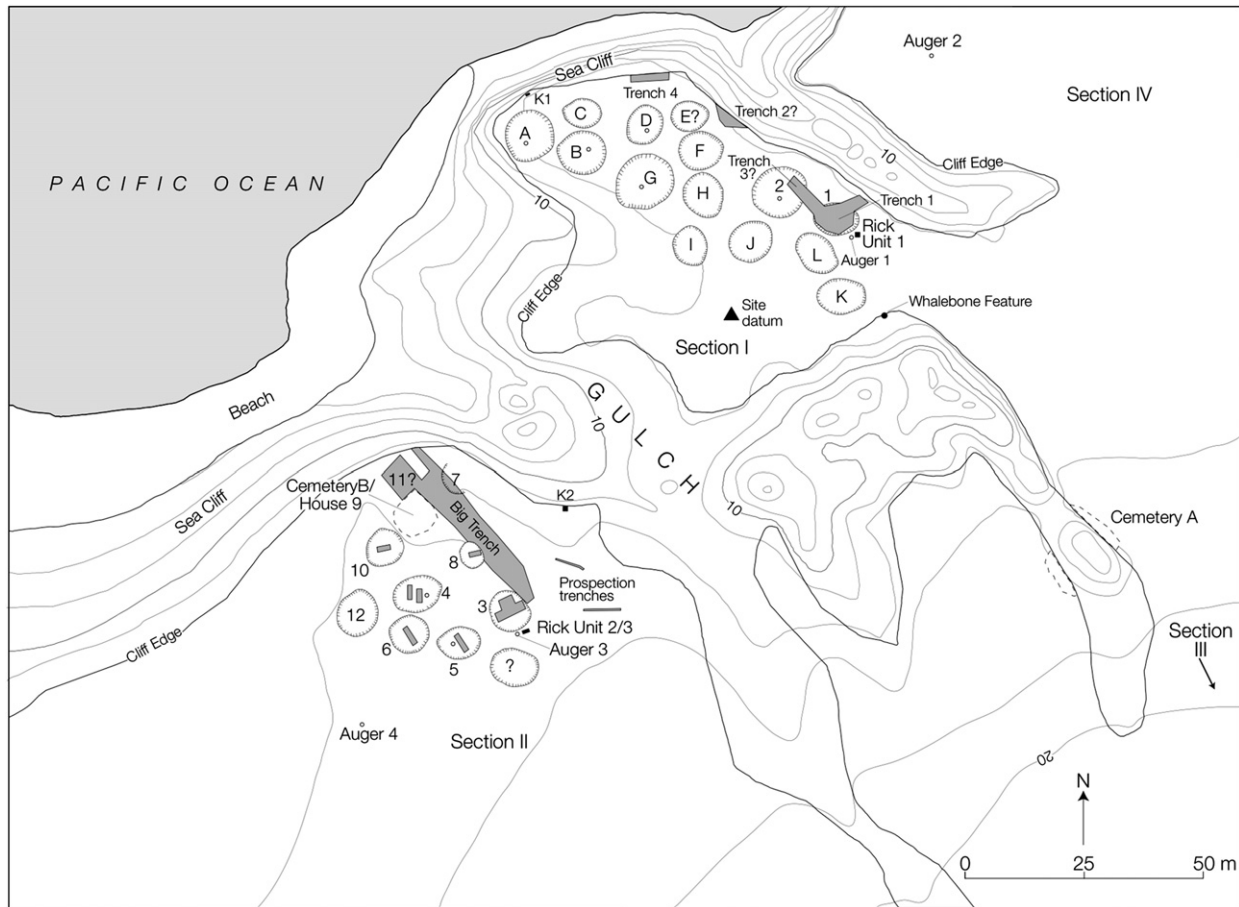 Auger 2
Sea Cliff
Section IV
K1
Trench 4
C
D
E?
Trench 2?
A
B
F
10
PACIFIC OCEAN
Trench
3?
G
2
H
1
Cliff Edge
Trench 1
10
Rick
Unit 1
I
J
L
Auger 1
K
Whalebone Feature
Cliff Edge
Site
datum
Section I
Beach
GULCH
10
10
11?
7
CemeteryB/
House 9
K2
Sea Cliff
Big Trench
Cemetery A
10
8
Prospection
trenches
4
3
12
Rick Unit 2/3
6
Auger 3
5
?
Cliff Edge
Section
III
Auger 4
Section II
20
N
0
25
50 m